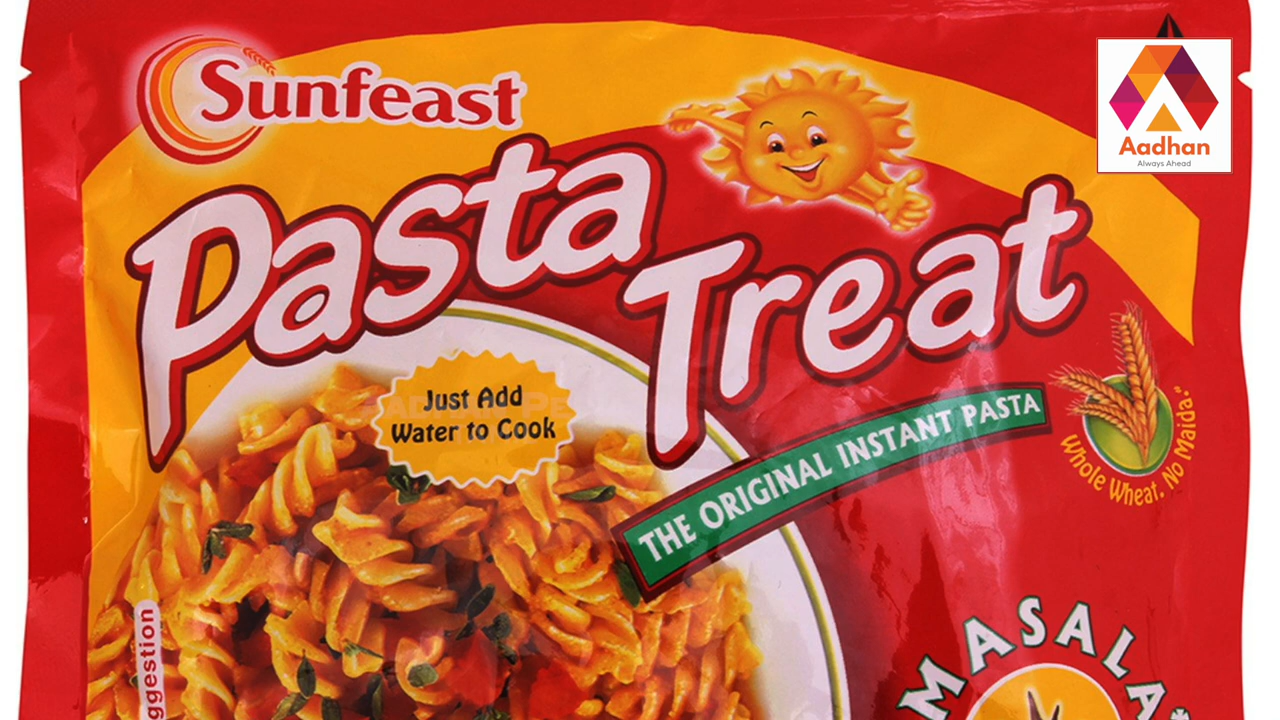 Sunfeast
Aadhan
Always Ahead
Pasta
Treat
Just Add
Water to Cook
THE ORIGINAL INSTANT PASTA
Whole Wheat. No Maida.
MASALA